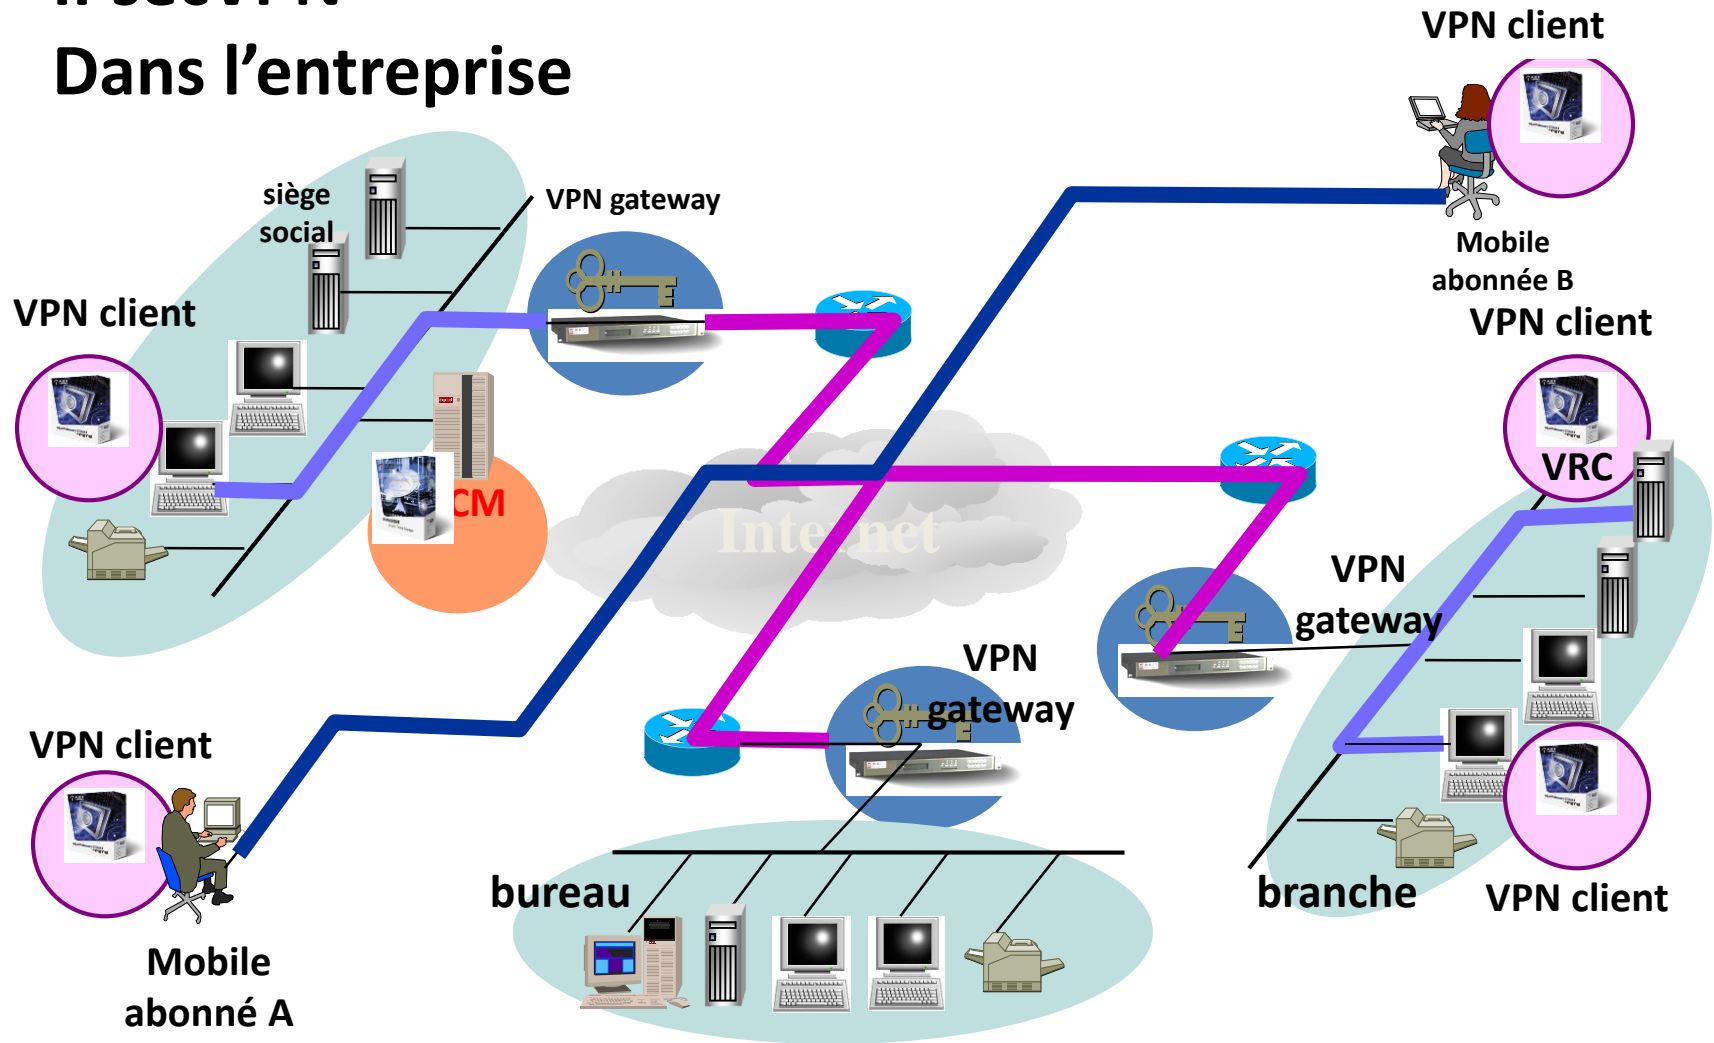 Dans l'entreprise
VPN client
siège
social
VPN gateway
Mobile
abonnée B
VPN client
VPN client
VRC
CM
Internet
VPN
gateway
VPN
gateway
VPN client
bureau
branche
VPN client
Mobile
abonné A